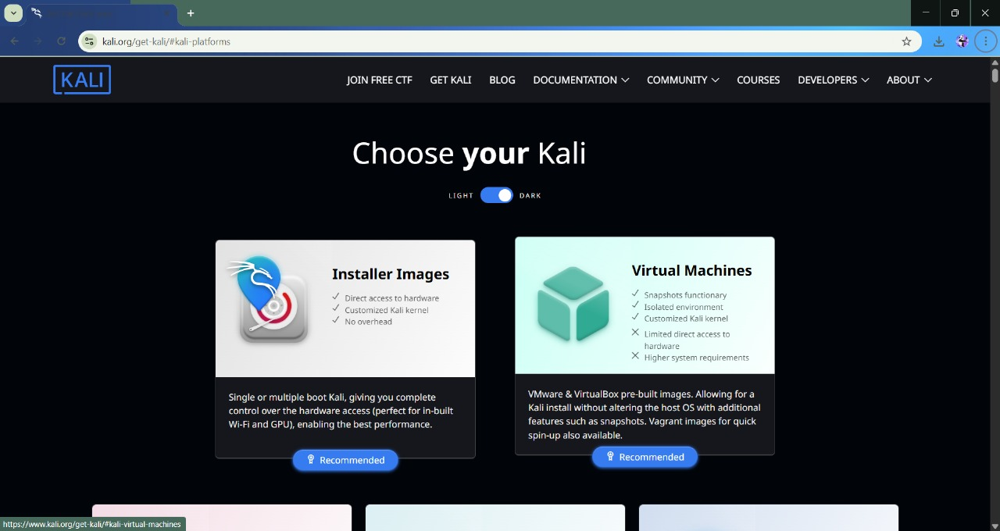 kali.org/get-kali/#kali-platforms
KALI
JOIN FREE CTF GET KALI BLOG DOCUMENTATION COMMUNITY COURSES DEVELOPERS ABOUT
Choose your Kali
LIGHT DARK
Installer Images
Direct access to hardware
Customized Kali kernel
No overhead
Single or multiple boot Kali, giving you complete
control over the hardware access (perfect for in-built
Wi-Fi and GPU), enabling the best performance.
Recommended
Virtual Machines
Snapshots functionary
Isolated environment
Customized Kali kernel
Limited direct access to
hardware
Higher system requirements
VMware & VirtualBox pre-built images. Allowing for a
Kali install without altering the host OS with additional
features such as snapshots. Vagrant images for quick
spin-up also available.
Recommended
https://www.kali.org/get-kali/#kali-virtual-machines